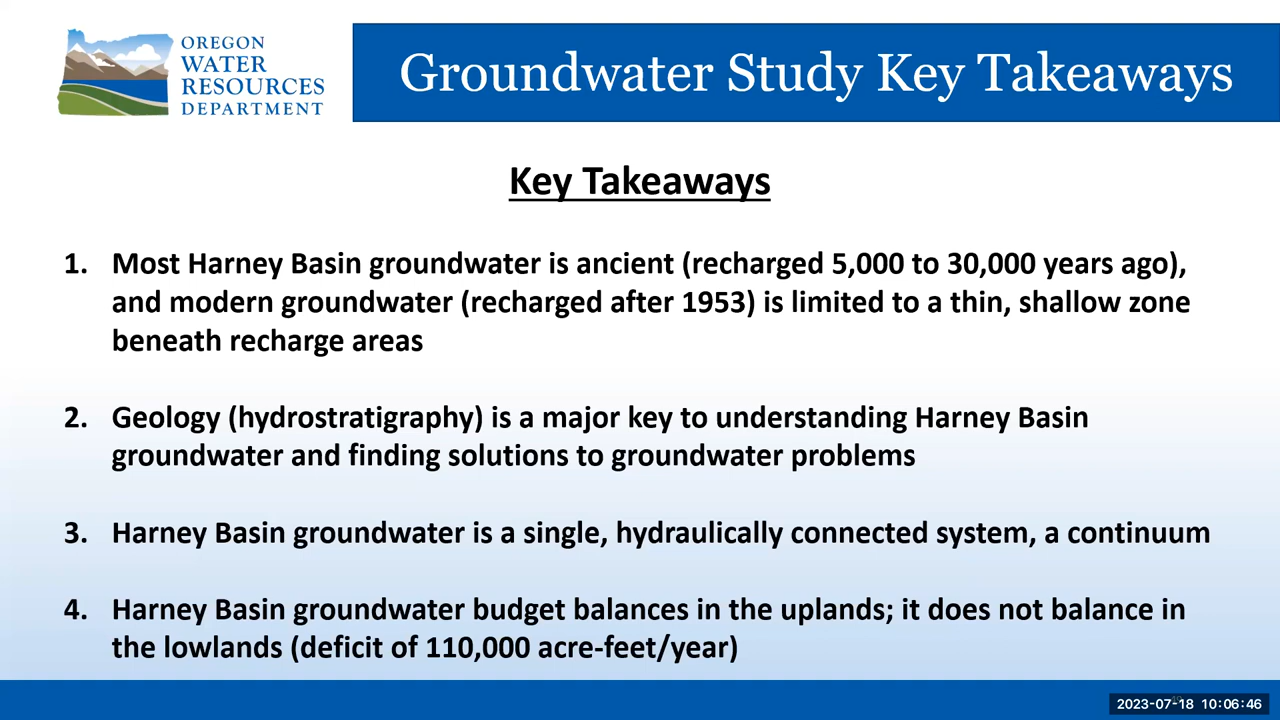 OREGON
WATER
RESOURCES
DEPARTMENT
Groundwater Study Key Takeaways
Key Takeaways
1. Most Harney Basin groundwater is ancient (recharged 5,000 to 30,000 years ago),
and modern groundwater (recharged after 1953) is limited to a thin, shallow zone
beneath recharge areas
2. Geology (hydrostratigraphy) is a major key to understanding Harney Basin
groundwater and finding solutions to groundwater problems
3. Harney Basin groundwater is a single, hydraulically connected system, a continuum
4. Harney Basin groundwater budget balances in the uplands; it does not balance in
the lowlands (deficit of 110,000 acre-feet/year)
2023-07-18 10:06:46